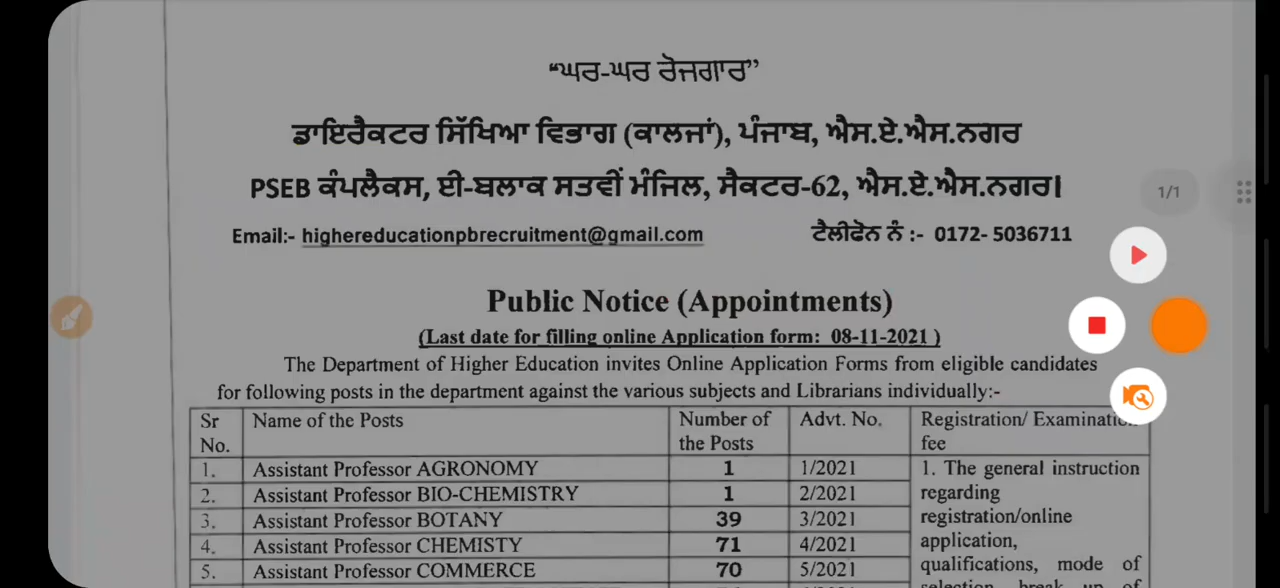 “ਘਰ-ਘਰ ਰੋਜਗਾਰ”
ਡਾਇਰੈਕਟਰ ਸਿੱਖਿਆ ਵਿਭਾਗ (ਕਾਲਜਾਂ), ਪੰਜਾਬ, ਐਸ.ਏ.ਐਸ.ਨਗਰ
PSEB ਕੰਪਲੈਕਸ, ਈ-ਬਲਾਕ ਸਤਵੀਂ ਮੰਜਿਲ, ਸੈਕਟਰ-62, ਐਸ.ਏ.ਐਸ.ਨਗਰ।
1/1
Email:- highereducationpbrecruitment@gmail.com ਟੈਲੀਫੋਨ ਨੰ :- 0172- 5036711
Public Notice (Appointments)
(Last date for filling online Application form: 08-11-2021 )
The Department of Higher Education invites Online Application Forms from eligible candidates
for following posts in the department against the various subjects and Librarians individually:-
Sr No. Name of the Posts Number of the Posts Advt. No. Registration/ Examination fee
1. Assistant Professor AGRONOMY 1 1/2021 1. The general instruction
2. Assistant Professor BIO-CHEMISTRY 1 2/2021 regarding
3. Assistant Professor BOTANY 39 3/2021 registration/online
4. Assistant Professor CHEMISTY 71 4/2021 application,
5. Assistant Professor COMMERCE 70 5/2021 qualifications, mode of
selection, break up of